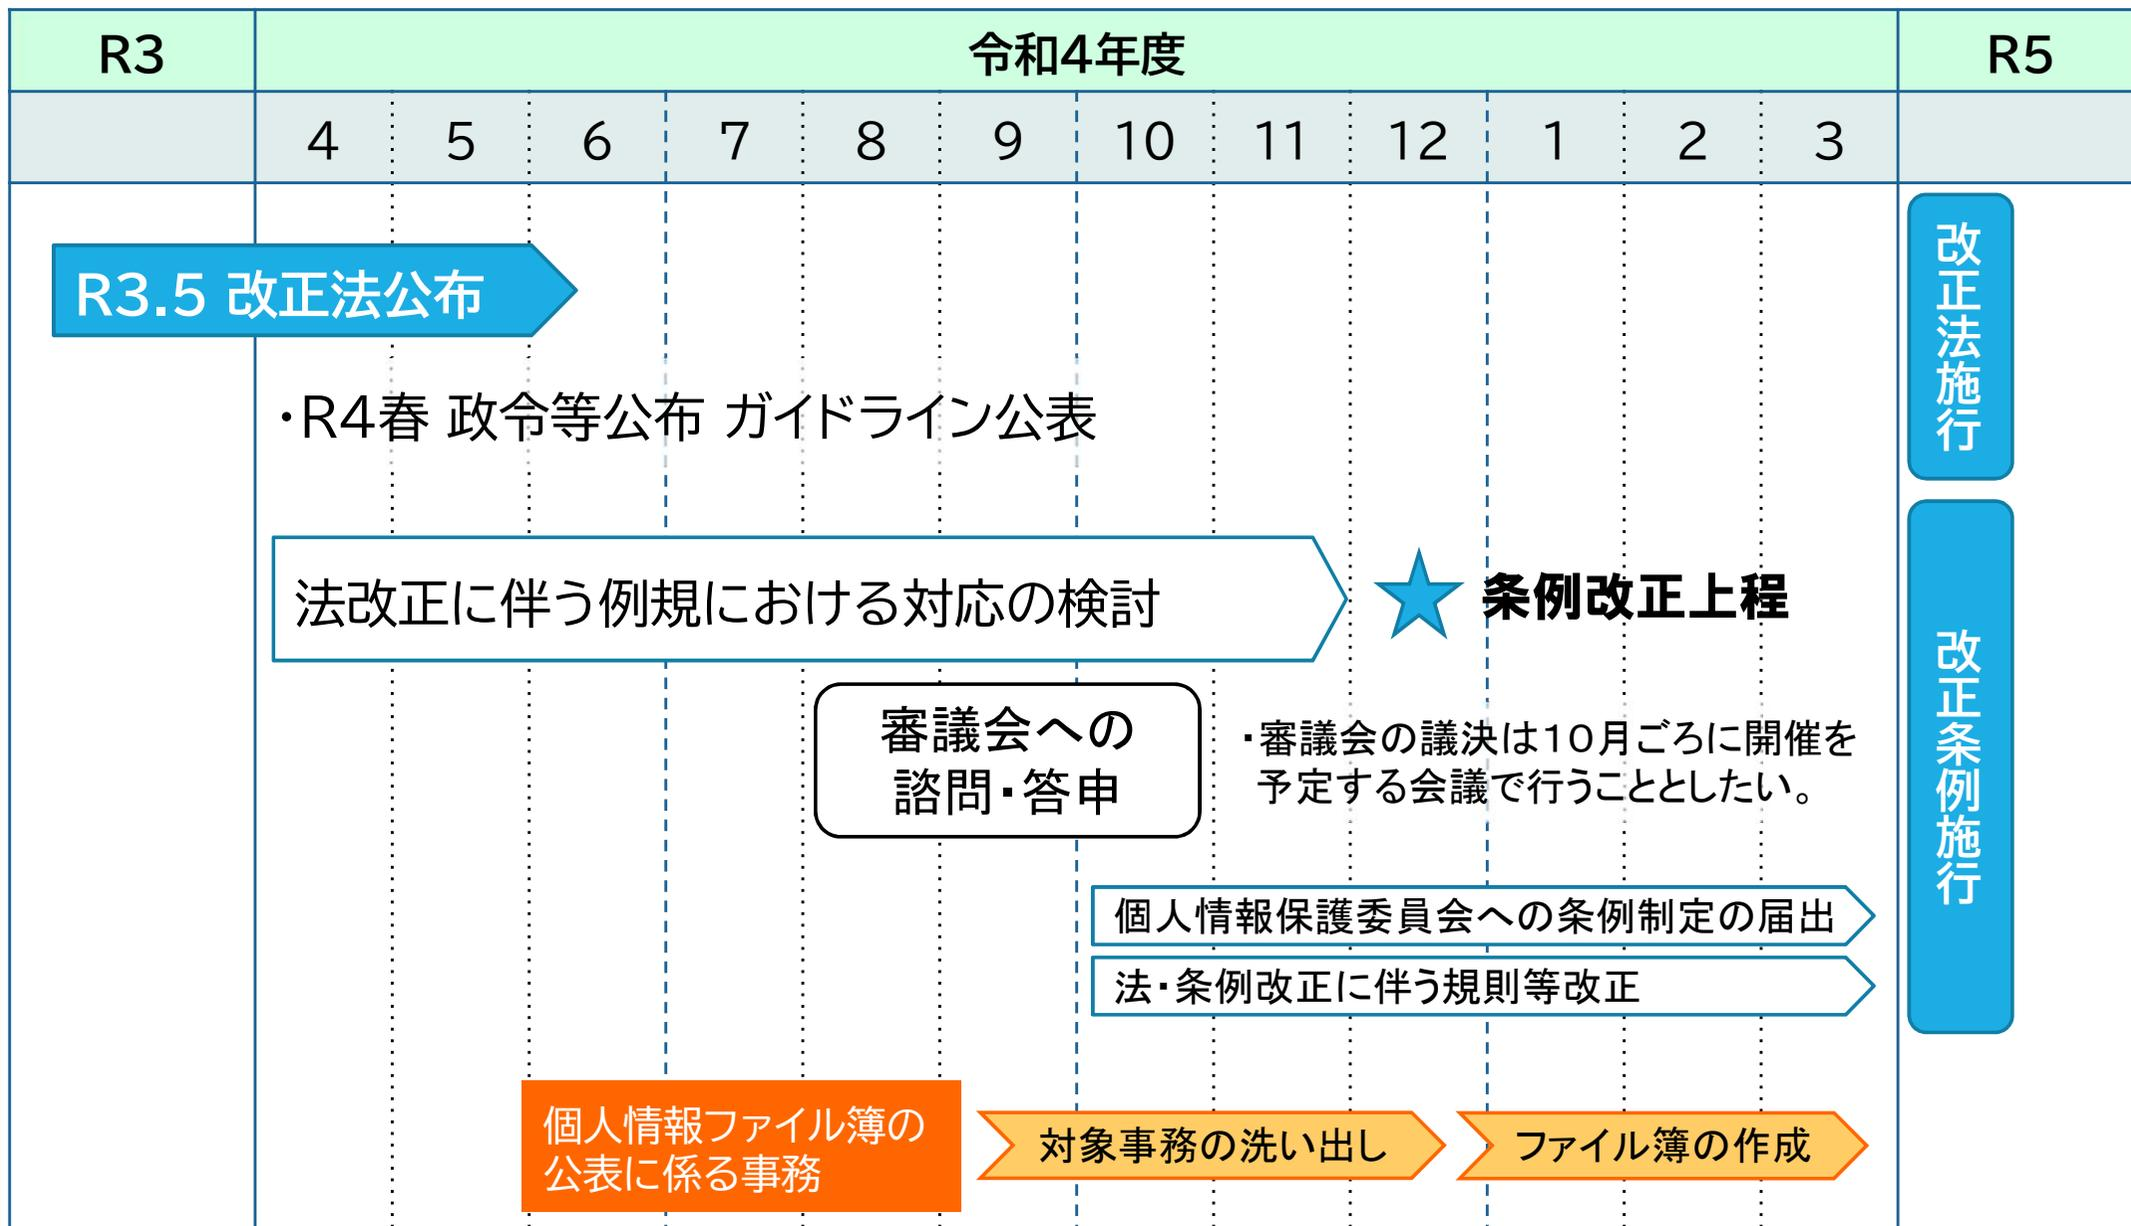 R3
令和4年度
R5
4 5 6 7 8 9 10 11 12 1 2 3
R3.5 改正法公布
・R4春 政令等公布 ガイドライン公表
改正法施行
法改正に伴う例規における対応の検討
条例改正上程
改正条例施行
審議会への
諮問・答申
・審議会の議決は10月ごろに開催を
予定する会議で行うこととしたい。
個人情報保護委員会への条例制定の届出
法・条例改正に伴う規則等改正
個人情報ファイル簿の
公表に係る事務
対象事務の洗い出し
ファイル簿の作成